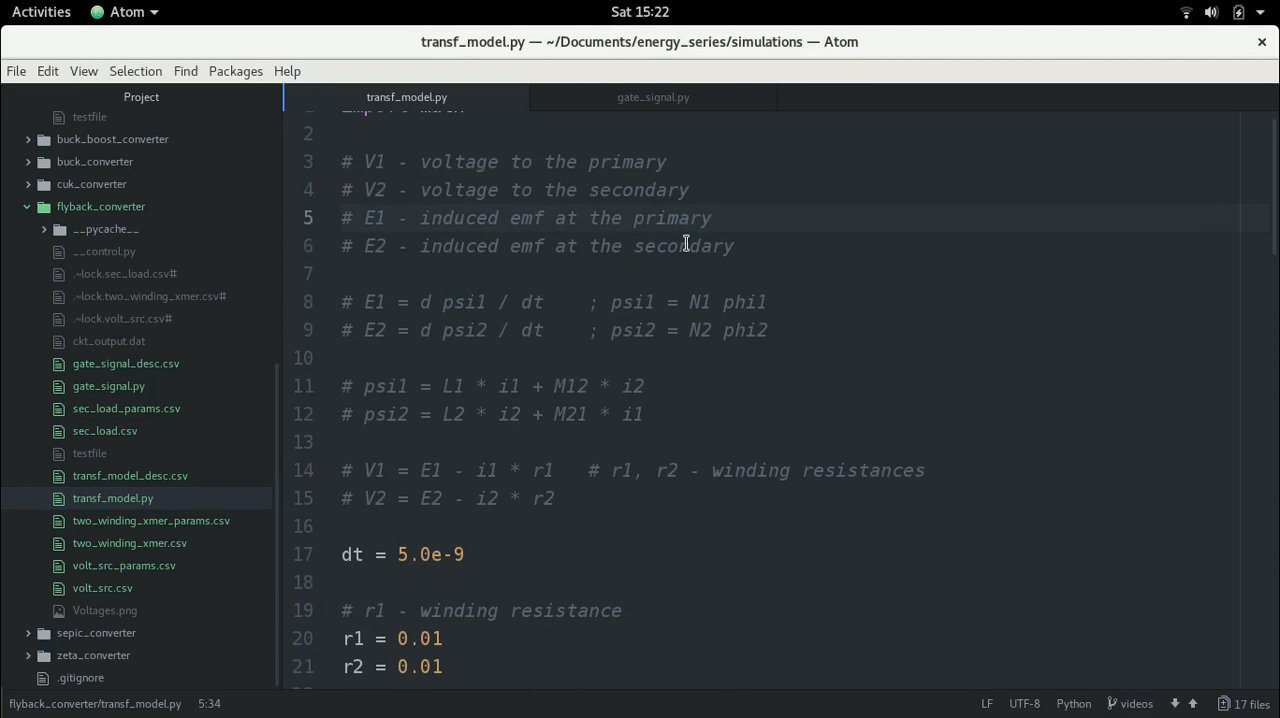 Activities Atom Sat 15:22
transf_model.py — ~/Documents/energy_series/simulations — Atom
File Edit View Selection Find Packages Help
Project
testfile
buck_boost_converter
buck_converter
cuk_converter
flyback_converter
__pycache__
__control.py
.~lock.sec_load.csv#
.~lock.two_winding_xmer.csv#
.~lock.volt_src.csv#
ckt_output.dat
gate_signal_desc.csv
gate_signal.py
sec_load_params.csv
sec_load.csv
testfile
transf_model_desc.csv
transf_model.py
two_winding_xmer_params.csv
two_winding_xmer.csv
volt_src_params.csv
volt_src.csv
Voltages.png
sepic_converter
zeta_converter
.gitignore
transf_model.py gate_signal.py
2
3 # V1 - voltage to the primary
4 # V2 - voltage to the secondary
5 # E1 - induced emf at the primary
6 # E2 - induced emf at the secondary
7
8 # E1 = d psi1 / dt ; psi1 = N1 phi1
9 # E2 = d psi2 / dt ; psi2 = N2 phi2
10
11 # psi1 = L1 * i1 + M12 * i2
12 # psi2 = L2 * i2 + M21 * i1
13
14 # V1 = E1 - i1 * r1 # r1, r2 - winding resistances
15 # V2 = E2 - i2 * r2
16
17 dt = 5.0e-9
18
19 # r1 - winding resistance
20 r1 = 0.01
21 r2 = 0.01
flyback_converter/transf_model.py 5:34 LF UTF-8 Python videos 17 files